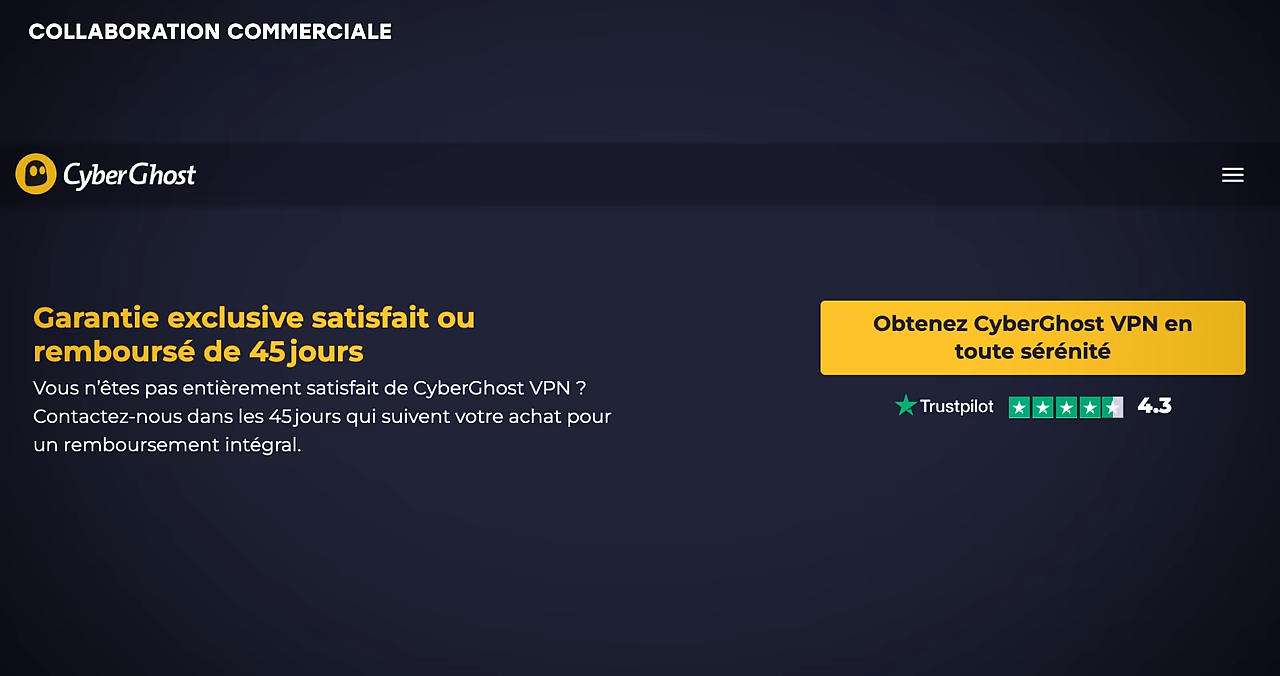 COLLABORATION COMMERCIALE
CyberGhost
Garantie exclusive satisfait ou
remboursé de 45 jours
Vous n'êtes pas entièrement satisfait de CyberGhost VPN ?
Contactez-nous dans les 45 jours qui suivent votre achat pour
un remboursement intégral.
Obtenez CyberGhost VPN en
toute sérénité
Trustpilot 4.3